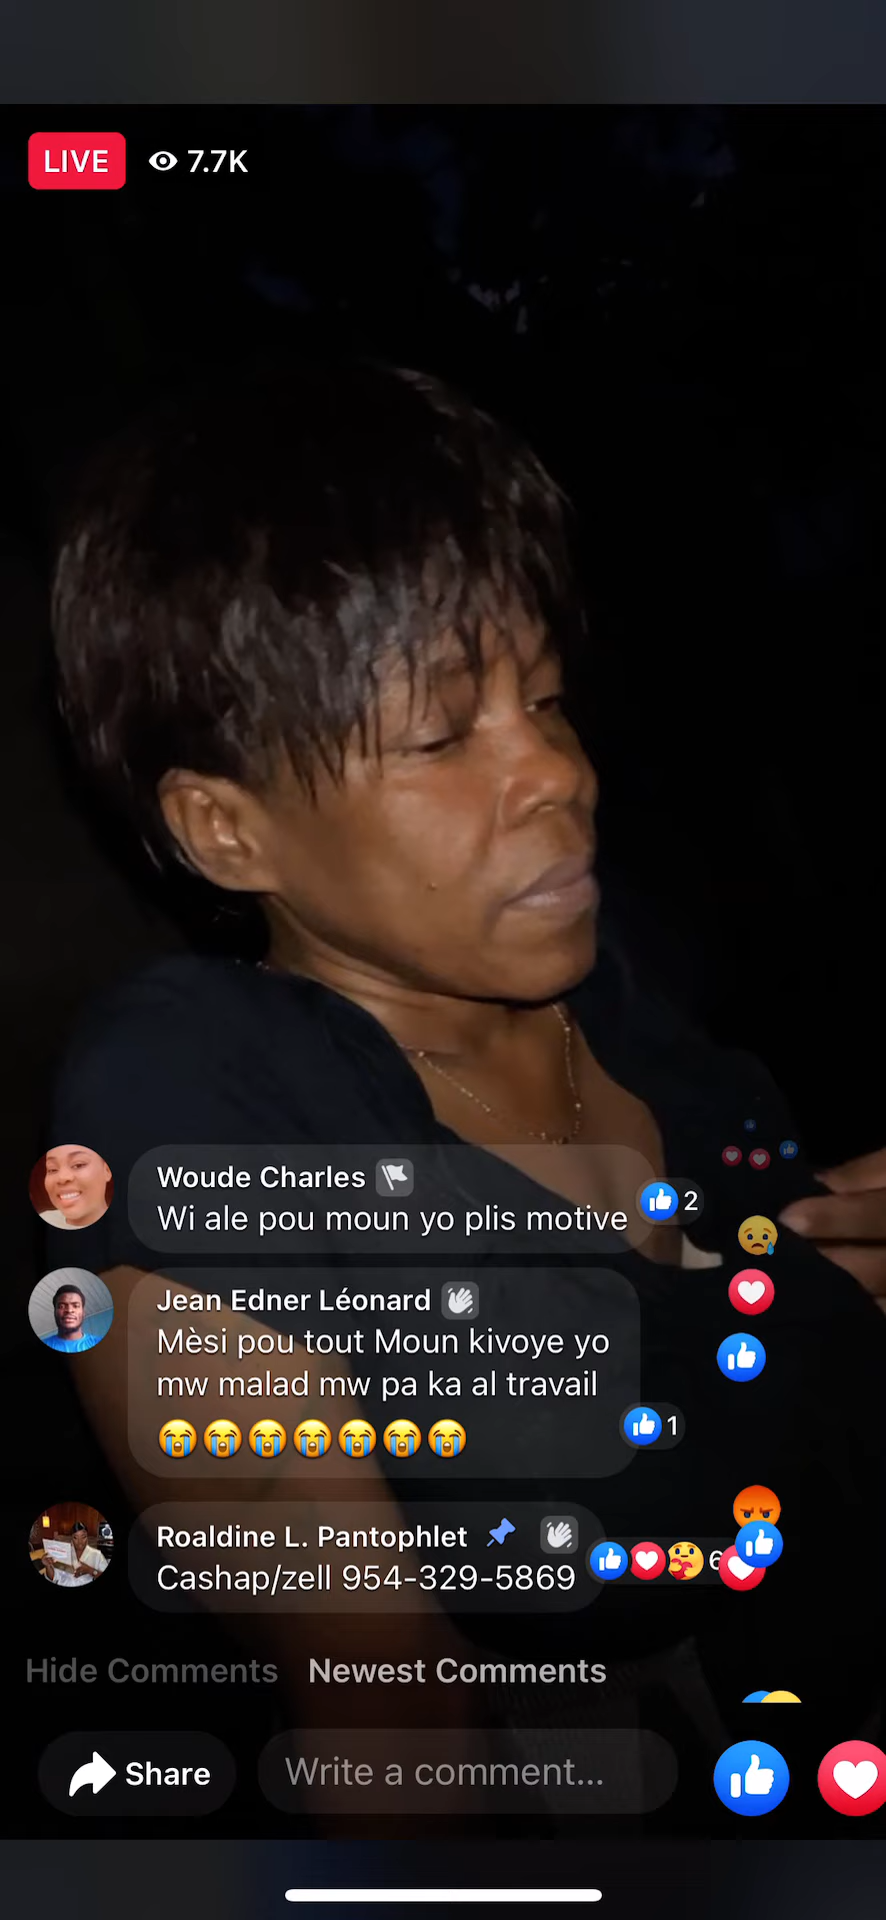 LIVE 7.7K
Woude Charles
Wi ale pou moun yo plis motive
2
Jean Edner Léonard
Mèsi pou tout Moun kivoye yo
mw malad mw pa ka al travail
😭😭😭😭😭😭😭
1
Roaldine L. Pantophlet
Cashap/zell 954-329-5869
6
Hide Comments Newest Comments
Share Write a comment...